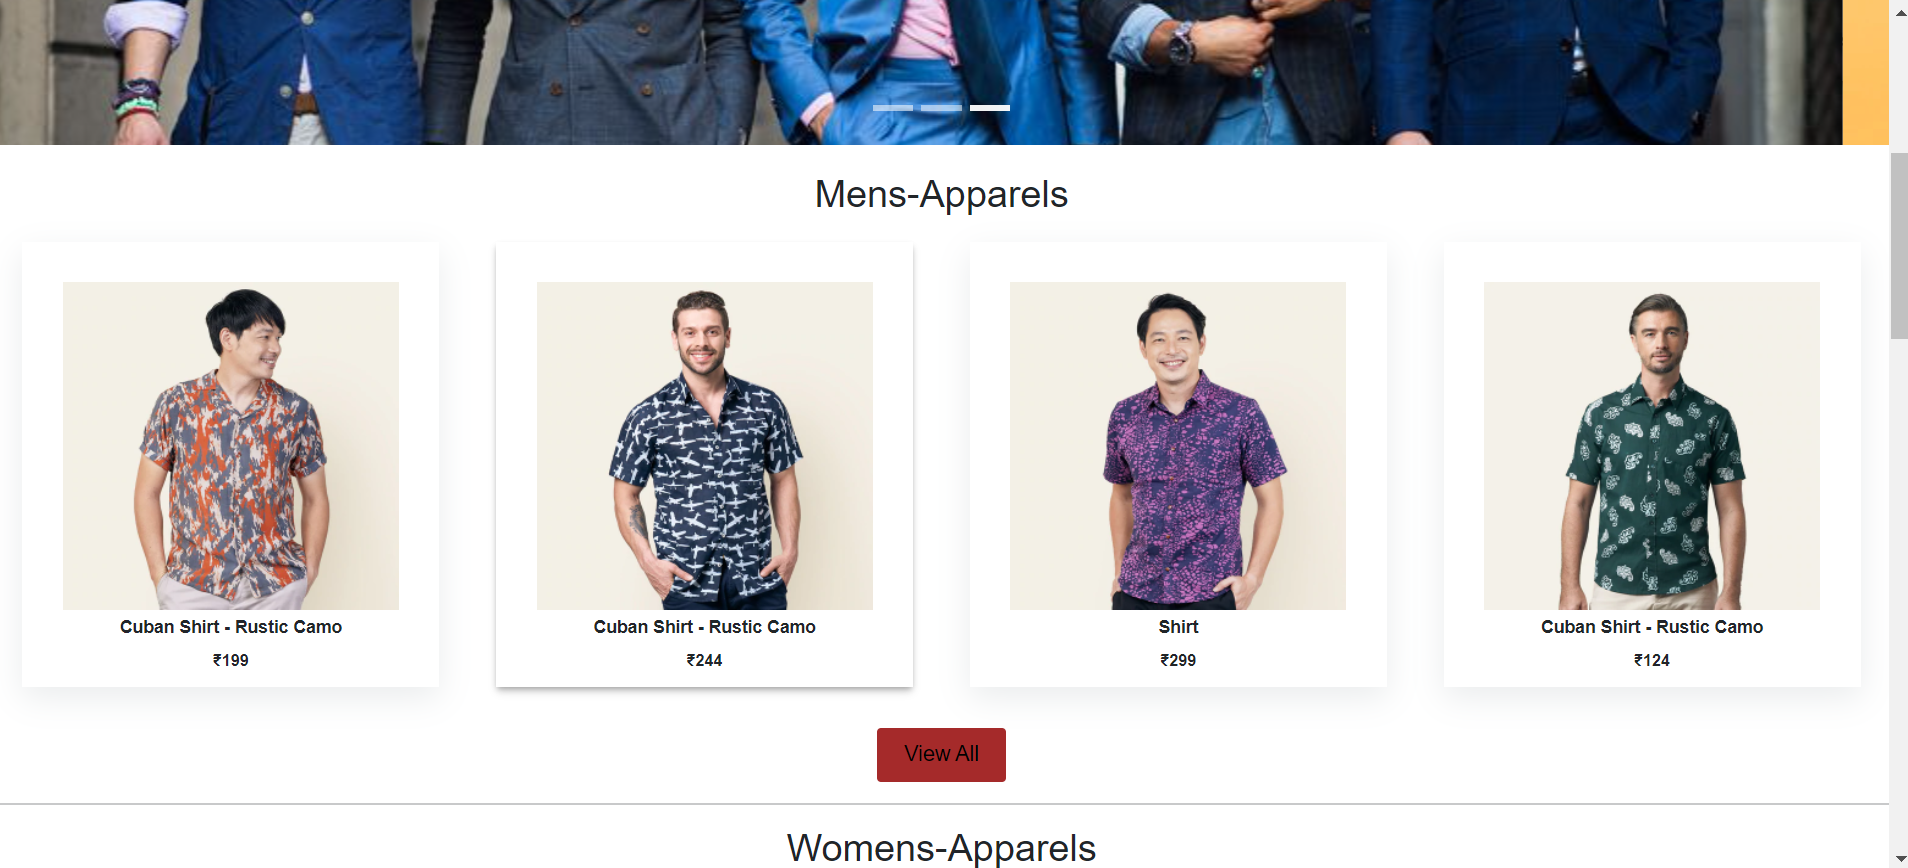 Mens-Apparels
Cuban Shirt - Rustic Camo
₹199
Cuban Shirt - Rustic Camo
₹244
Shirt
₹299
Cuban Shirt - Rustic Camo
₹124
View All
Womens-Apparels